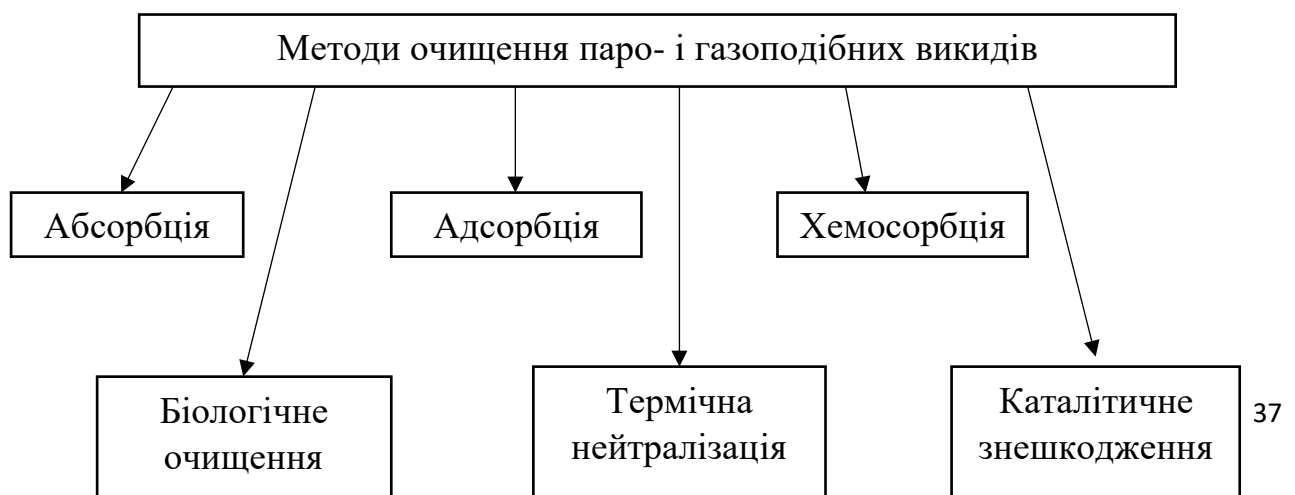 Методи очищення паро- і газоподібних викидів
Абсорбція
Адсорбція
Хемосорбція
Біологічне
очищення
Термічна
нейтралізація
Каталітичне
знешкодження
37